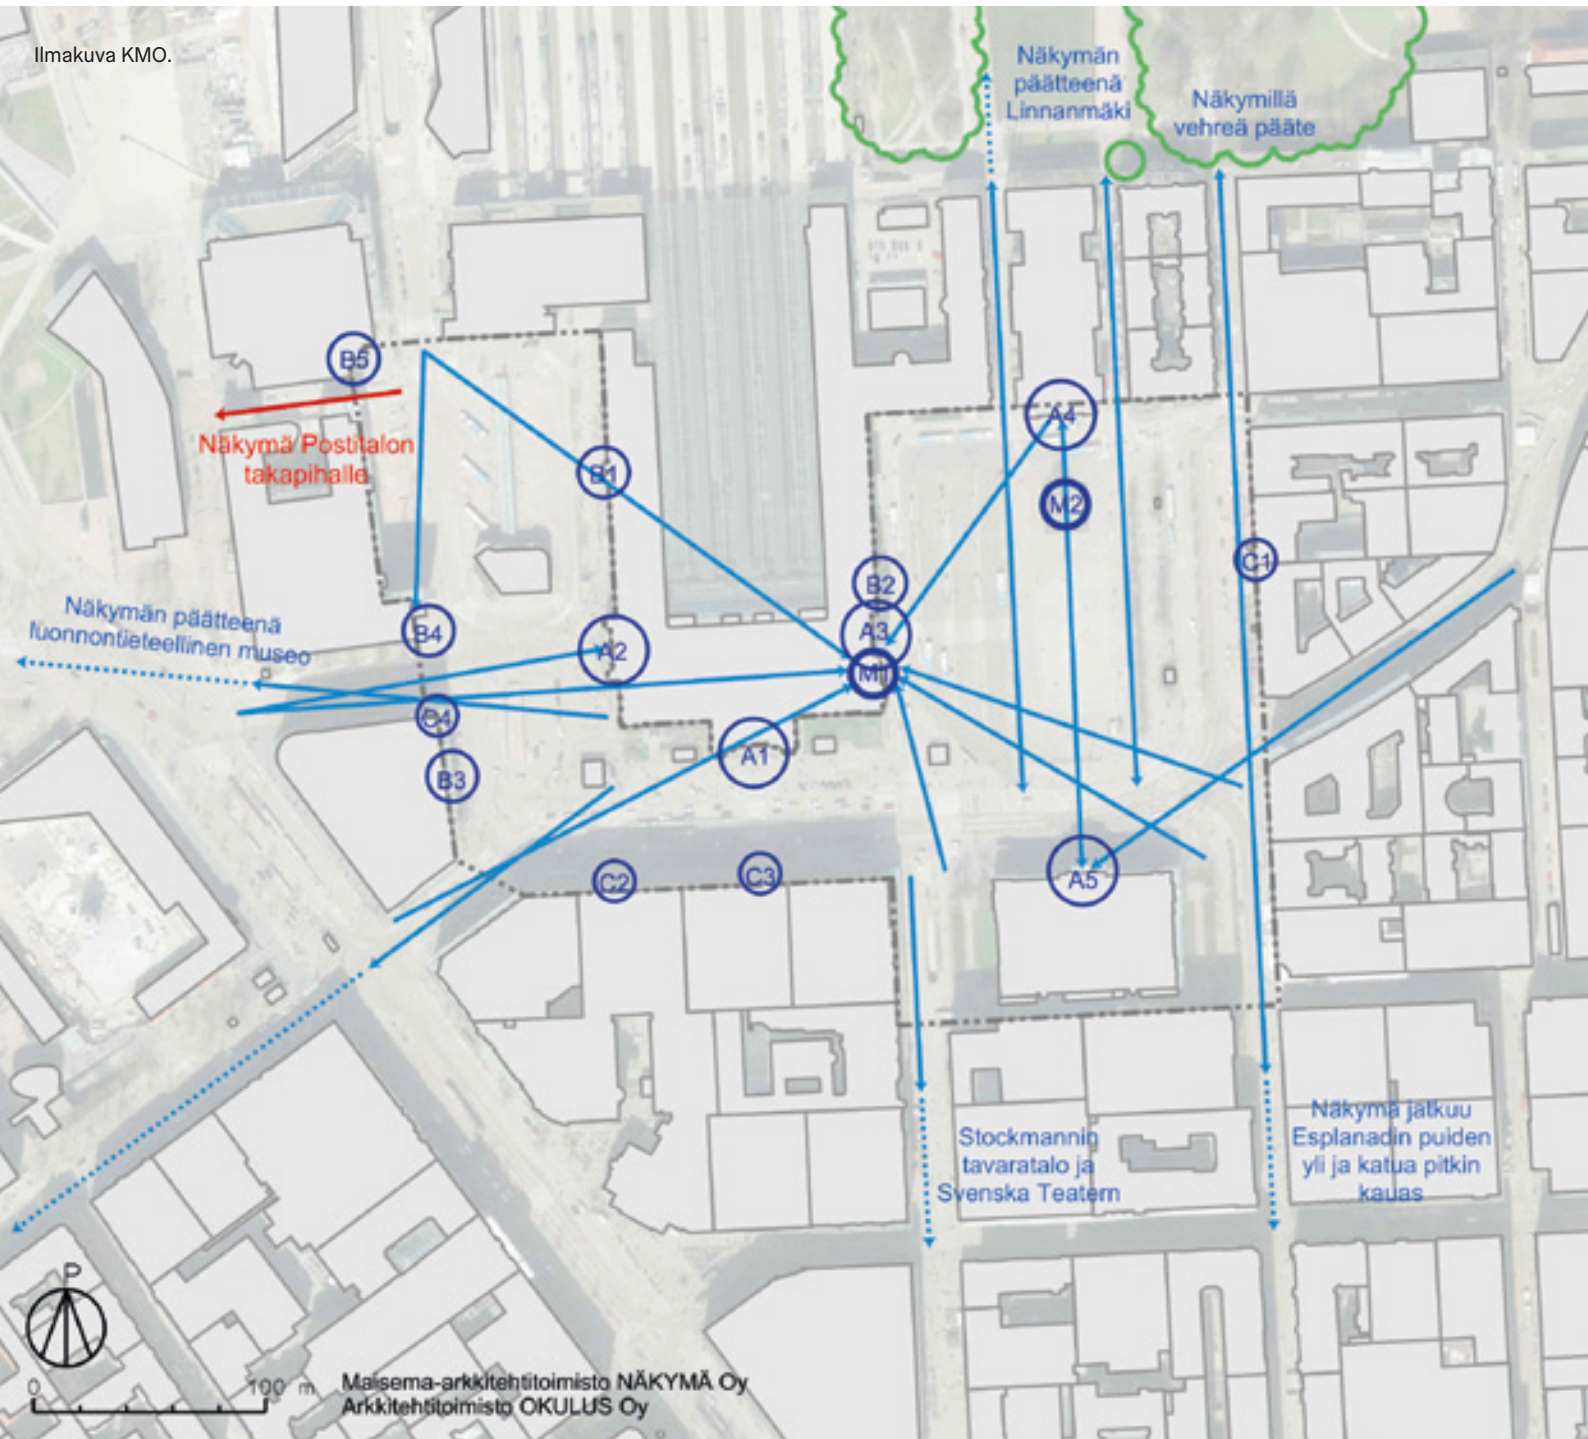 Ilmakuva KMO.
Näkymän
päätteenä
Linnanmäki
Näkymillä
vehreä pääte
B5
Näkymä Postitalon
takapihalle
B1
A4
M2
C1
B2
A3
M1
Näkymän päätteenä
luonnontieteellinen museo
B4
A2
C4
B3
A1
C2
C3
A5
Stockmannin
tavaratalo ja
Svenska Teatern
Näkymä jatkuu
Esplanadin puiden
yli ja katua pitkin
kauas
P
0 100 m
Maisema-arkkitehtitoimisto NÄKYMÄ Oy
Arkkitehtitoimisto OKULUS Oy